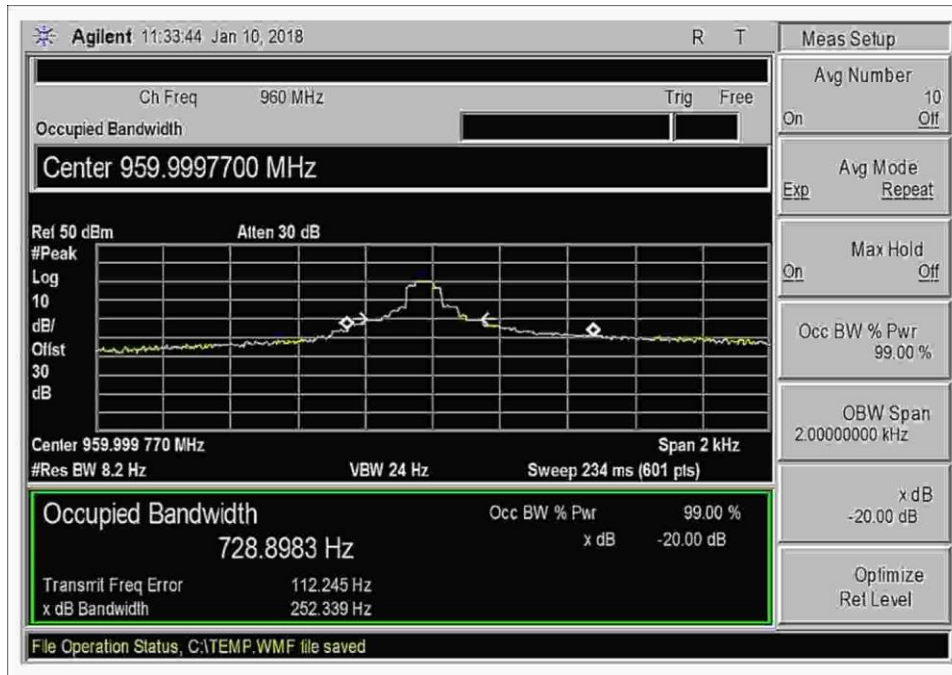 Agilent 11:33:44 Jan 10, 2018 R T
Ch Freq 960 MHz Trig Free
Occupied Bandwidth
Center 959.9997700 MHz
Ref 50 dBm Atten 30 dB
#Peak
Log
10
dB/
Offst
30
dB
Center 959.999 770 MHz Span 2 kHz
#Res BW 8.2 Hz VBW 24 Hz Sweep 234 ms (601 pts)
Occupied Bandwidth
728.8983 Hz
Occ BW % Pwr 99.00 %
x dB -20.00 dB
Transmit Freq Error 112.245 Hz
x dB Bandwidth 252.339 Hz
File Operation Status, C:\TEMP.WMF file saved
Meas Setup
Avg Number
10
On Off
Avg Mode
Exp Repeat
Max Hold
On Off
Occ BW % Pwr
99.00 %
OBW Span
2.00000000 kHz
x dB
-20.00 dB
Optimize
Ref Level